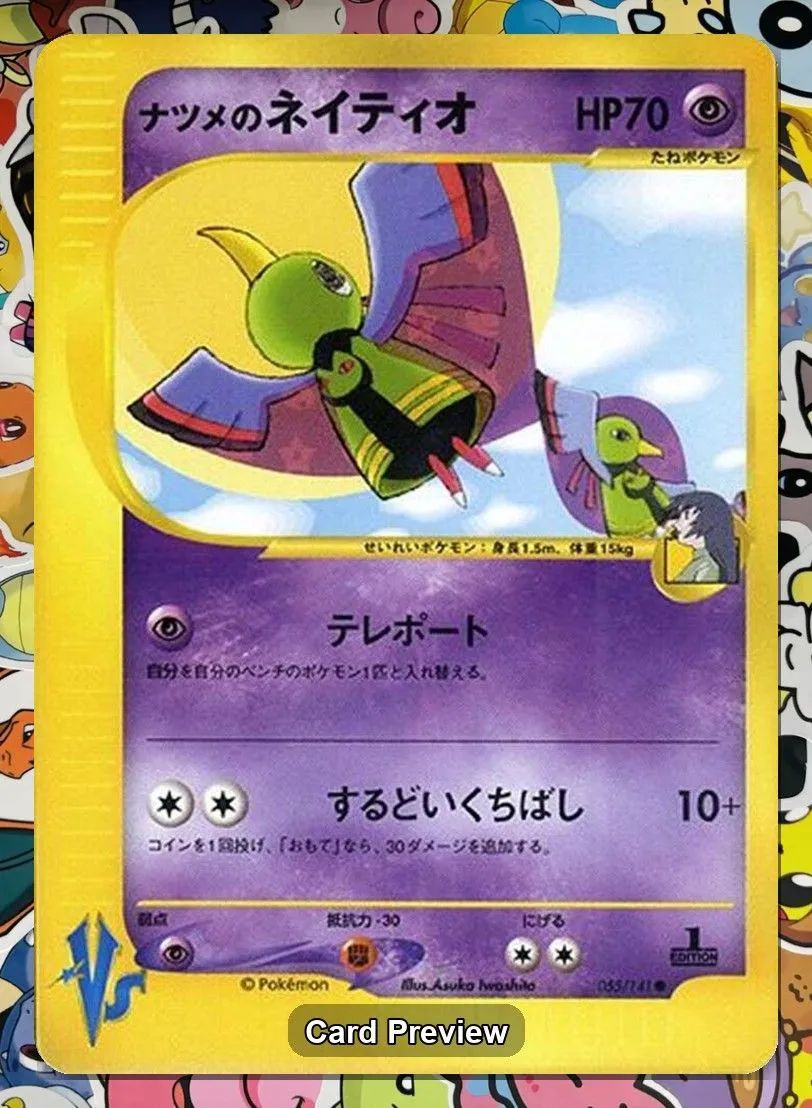 ナツメのネイティオ HP70
たねポケモン
せいれいポケモン：身長1.5m、体重15kg
テレポート
自分を自分のベンチのポケモン1匹と入れ替える。
するどいくちばし 10+
コインを1回投げ、「おもて」なら、30ダメージを追加する。
弱点 抵抗力-30 にげる
VS
1
EDITION
©Pokémon Illus.Asuka Iwashita 055/141●
Card Preview